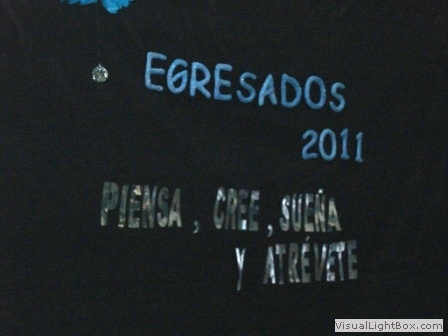 EGRESADOS
2011
PIENSA, CREE, SUEÑA
Y ATRÉVETE
VisualLightBox.com